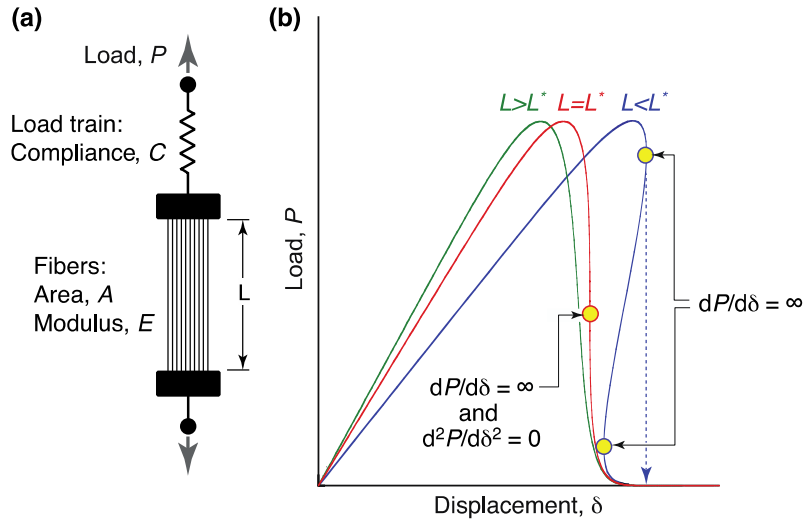 (a)
Load, P
Load train:
Compliance, C
Fibers:
Area, A
Modulus, E
L
(b)
L>L* L=L* L<L*
Load, P
dP/dδ = ∞
dP/dδ = ∞
and
d²P/dδ² = 0
Displacement, δ